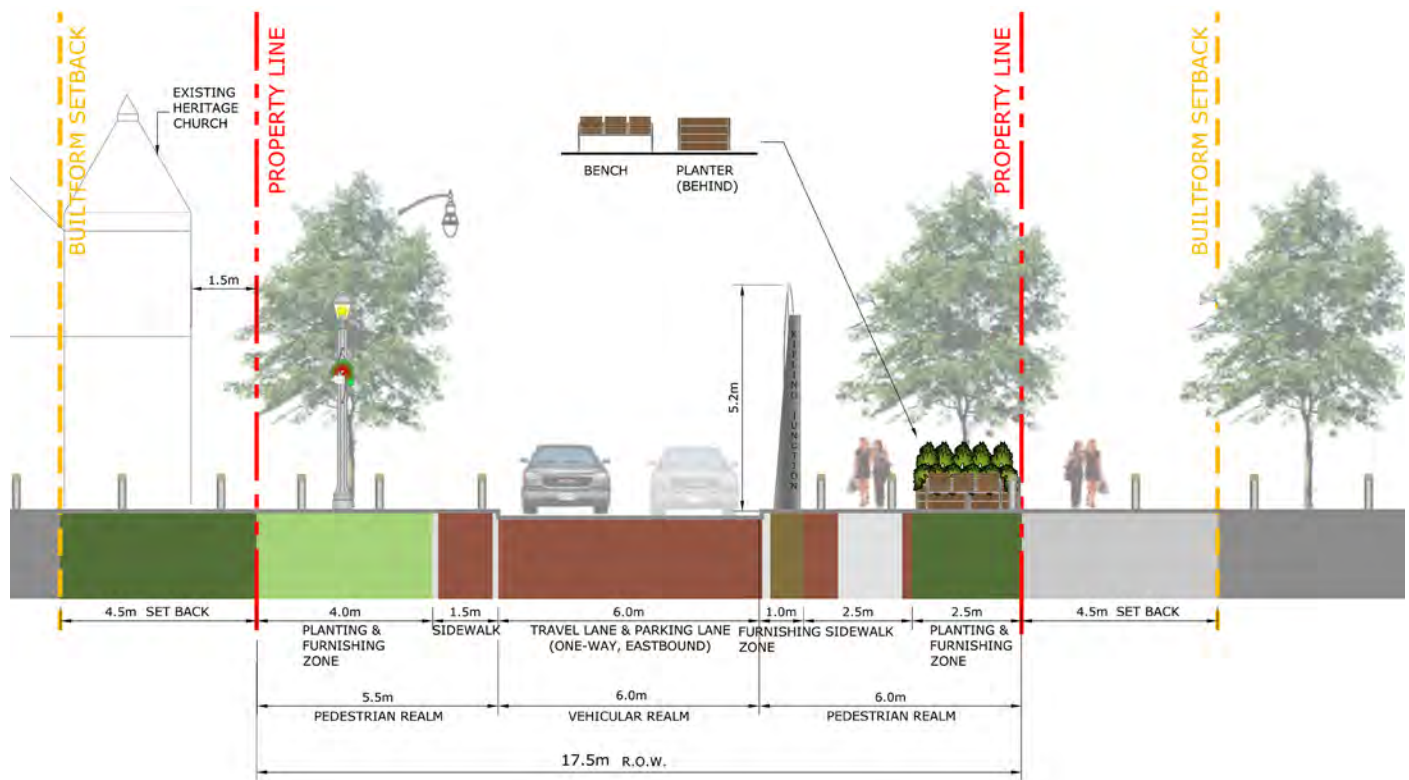 BUILTFORM SETBACK
EXISTING
HERITAGE
CHURCH
PROPERTY LINE
BENCH
PLANTER
(BEHIND)
PROPERTY LINE
BUILTFORM SETBACK
1.5m
5.2m
KIPLING JUNCTION
4.5m SET BACK
4.0m
PLANTING &
FURNISHING
ZONE
1.5m
SIDEWALK
6.0m
TRAVEL LANE & PARKING LANE
(ONE-WAY, EASTBOUND)
1.0m
FURNISHING
ZONE
2.5m
SIDEWALK
2.5m
PLANTING &
FURNISHING
ZONE
4.5m SET BACK
5.5m
PEDESTRIAN REALM
6.0m
VEHICULAR REALM
6.0m
PEDESTRIAN REALM
17.5m R.O.W.